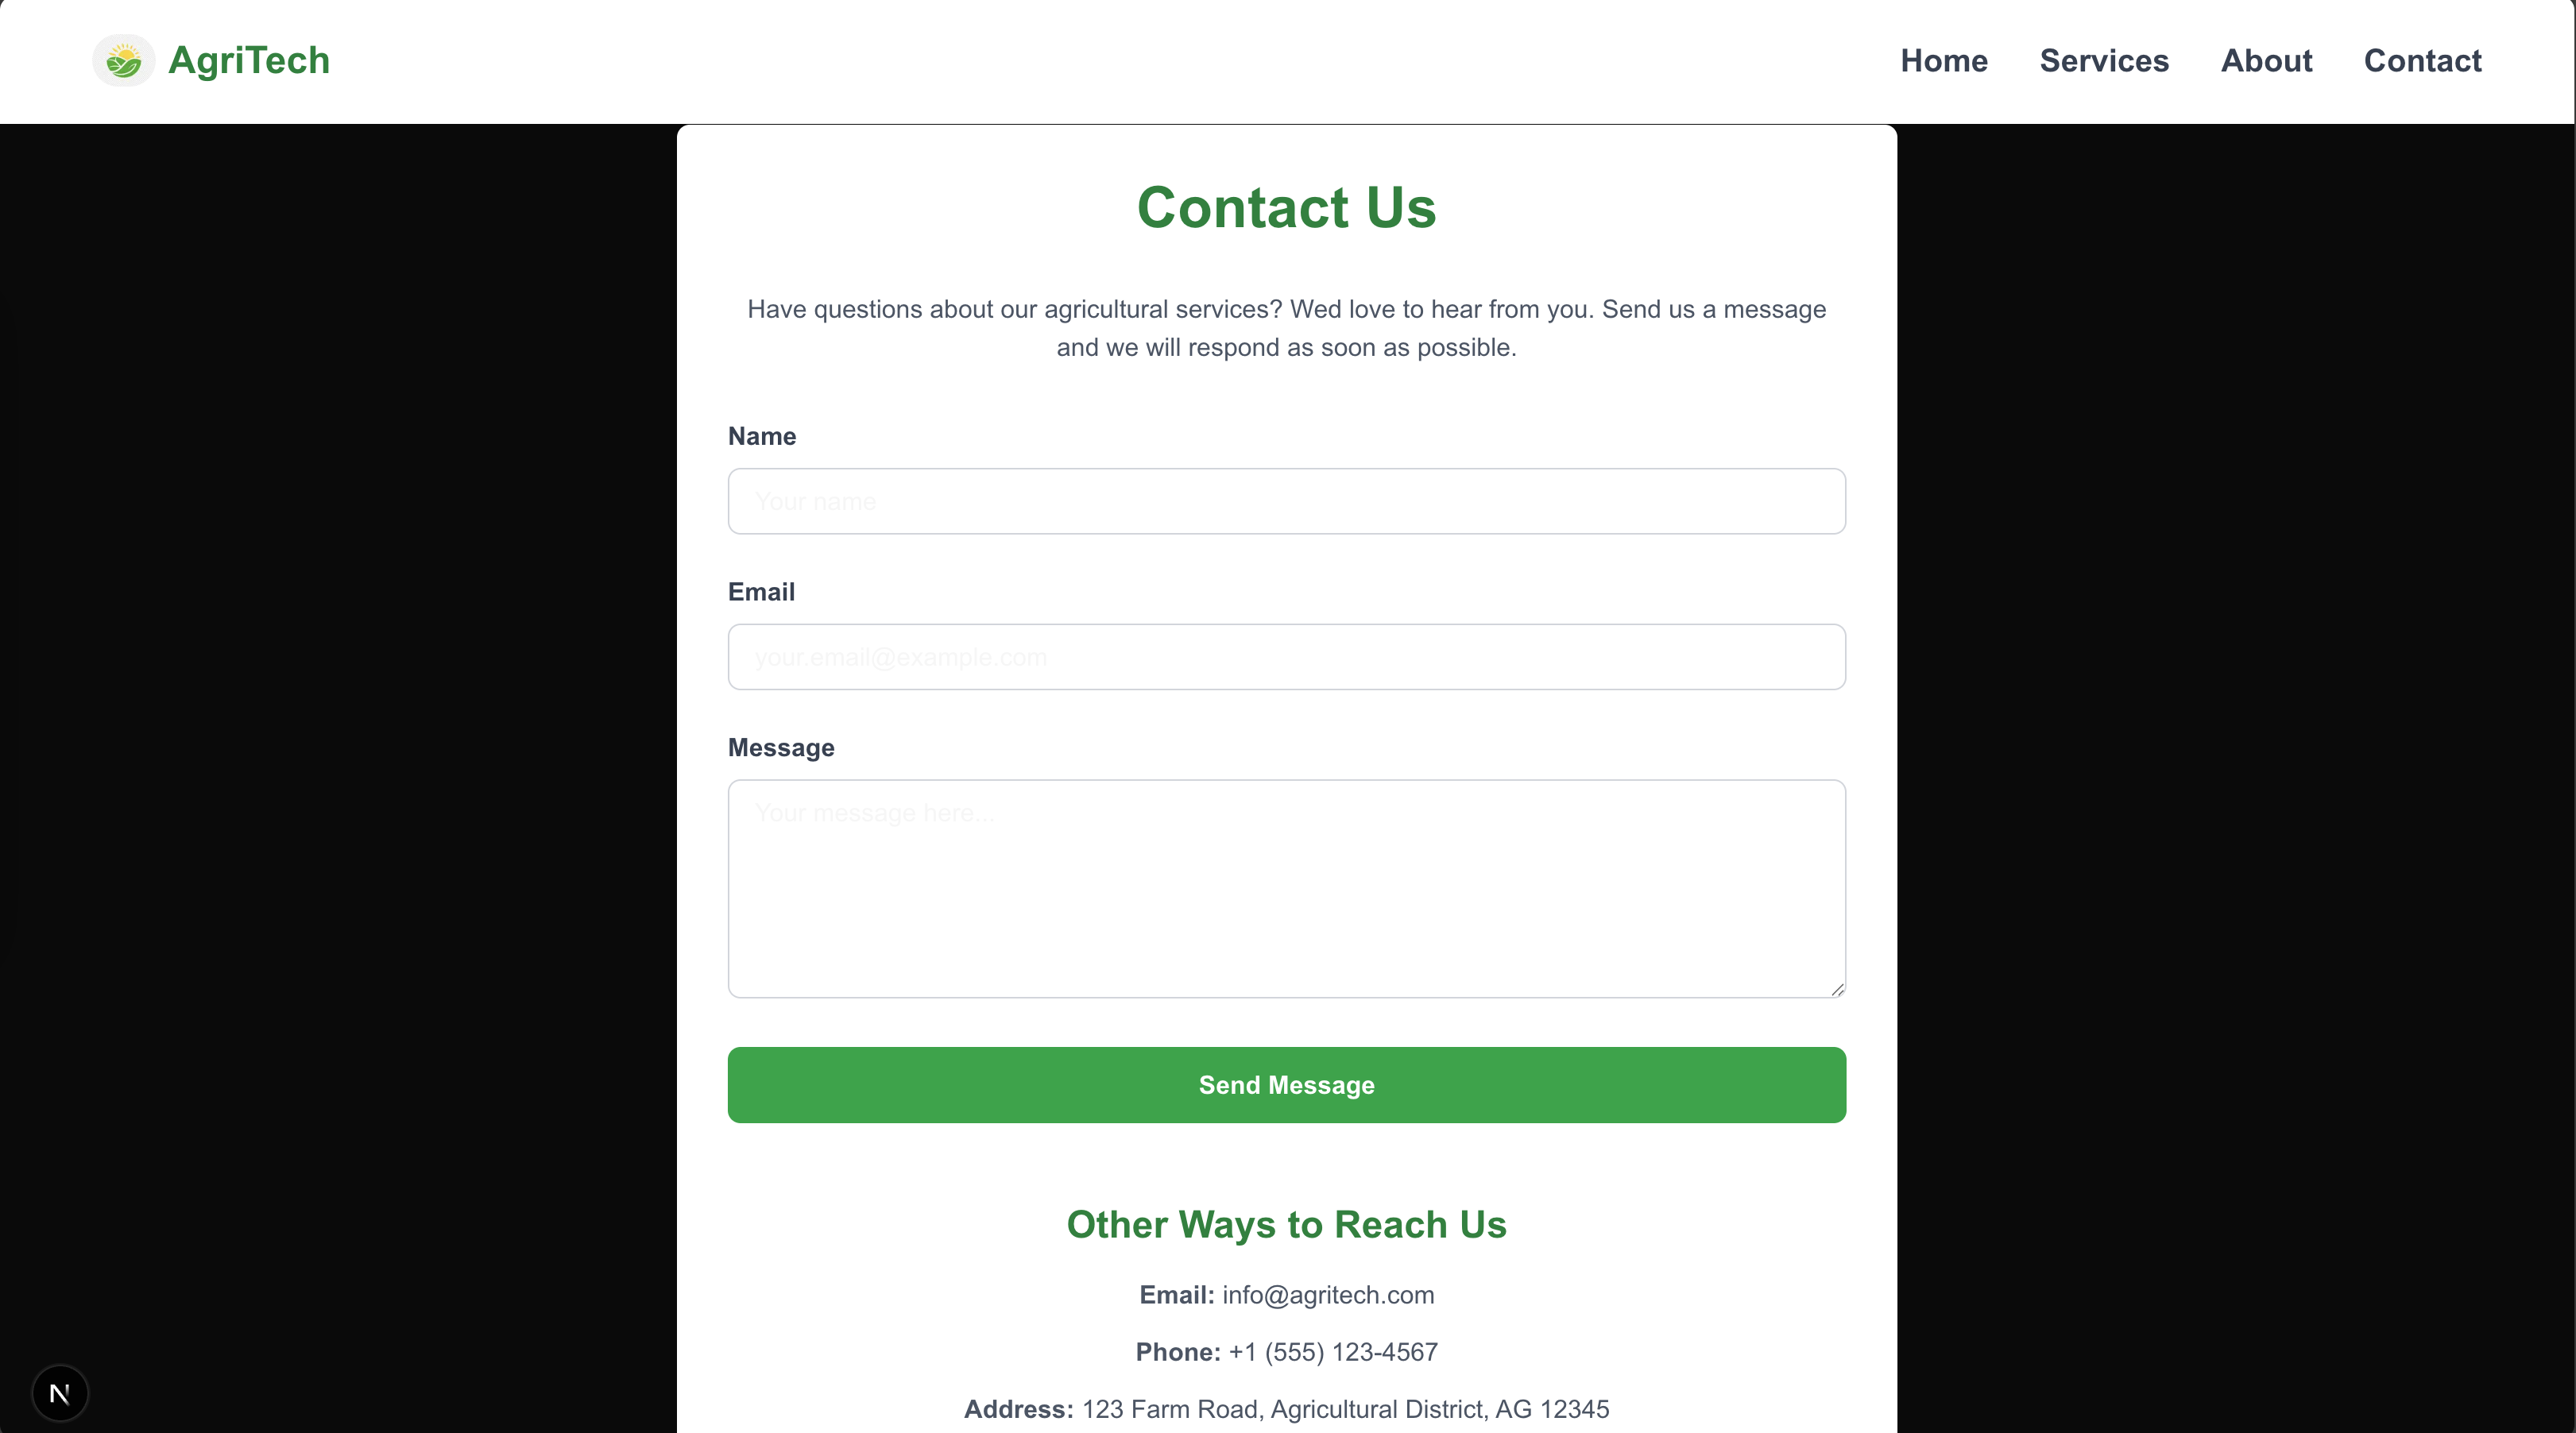 AgriTech
Home Services About Contact
Contact Us
Have questions about our agricultural services? Wed love to hear from you. Send us a message
and we will respond as soon as possible.
Name
Your name
Email
your.email@example.com
Message
Your message here...
Send Message
Other Ways to Reach Us
Email: info@agritech.com
Phone: +1 (555) 123-4567
Address: 123 Farm Road, Agricultural District, AG 12345
N